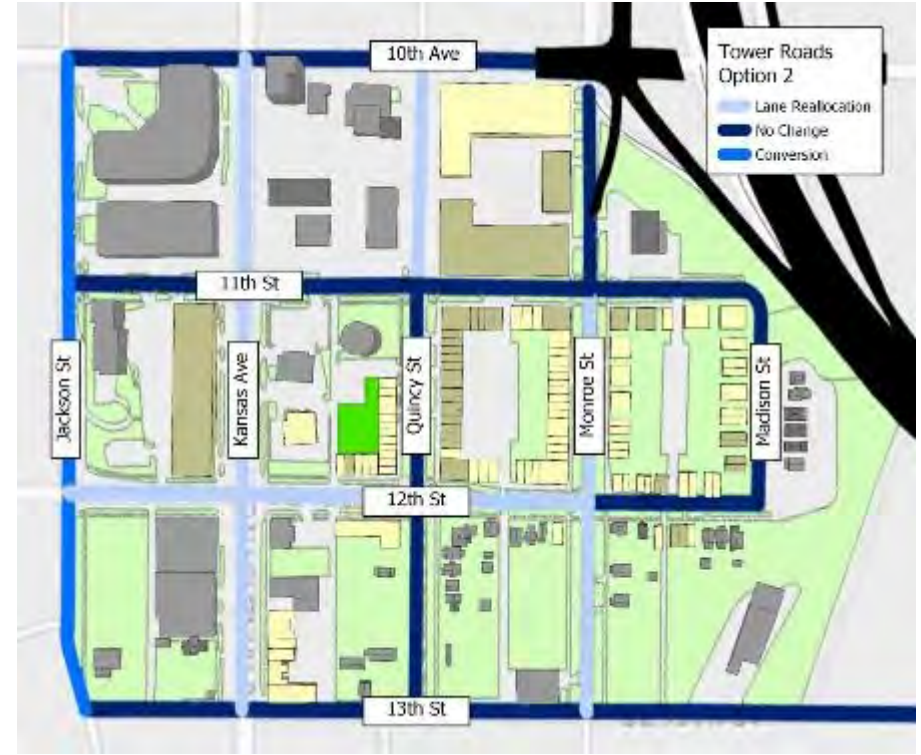 10th Ave
Tower Roads
Option 2
Lane Reallocation
No Change
Conversion
11th St
Jackson St
Kansas Ave
Quincy St
Monroe St
Madison St
12th St
13th St